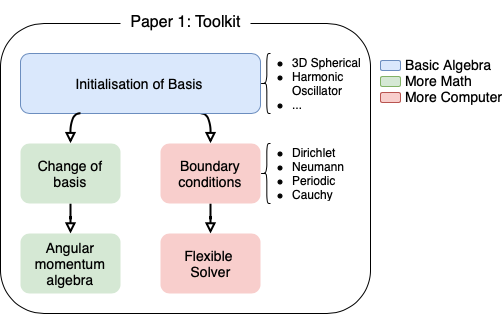 Paper 1: Toolkit
Initialisation of Basis
• 3D Spherical
• Harmonic
Oscillator
• ...
Basic Algebra
More Math
More Computer
Change of
basis
Boundary
conditions
• Dirichlet
• Neumann
• Periodic
• Cauchy
Angular
momentum
algebra
Flexible
Solver